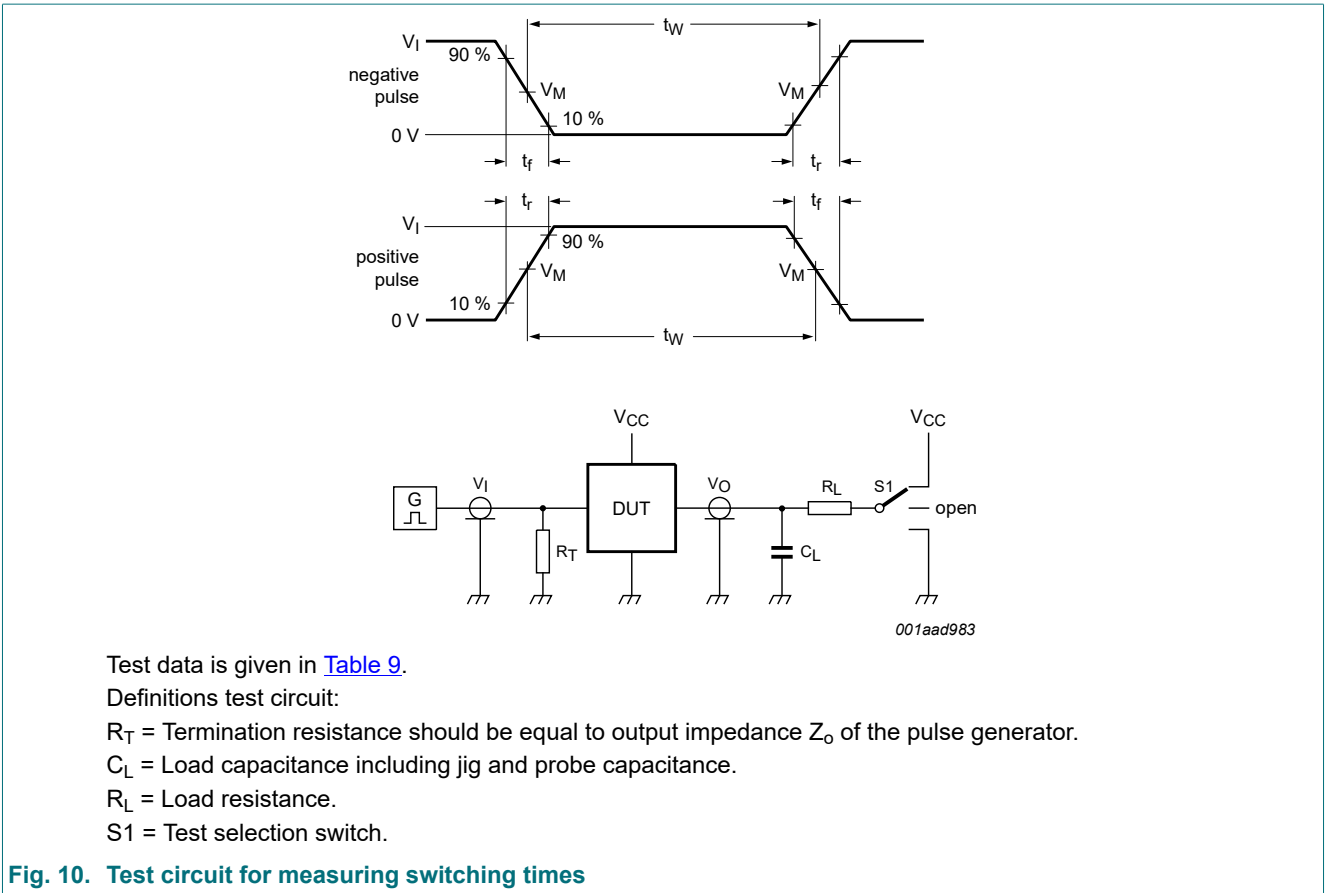 tW
VI
90 %
negative
pulse
VM
VM
10 %
0 V
tf
tr
tr
tf
VI
90 %
positive
pulse
VM
VM
10 %
0 V
tW
VCC
VCC
G
VI
DUT
VO
RL
S1
open
RT
CL
001aad983
Test data is given in Table 9.
Definitions test circuit:
RT = Termination resistance should be equal to output impedance Zo of the pulse generator.
CL = Load capacitance including jig and probe capacitance.
RL = Load resistance.
S1 = Test selection switch.
Fig. 10. Test circuit for measuring switching times